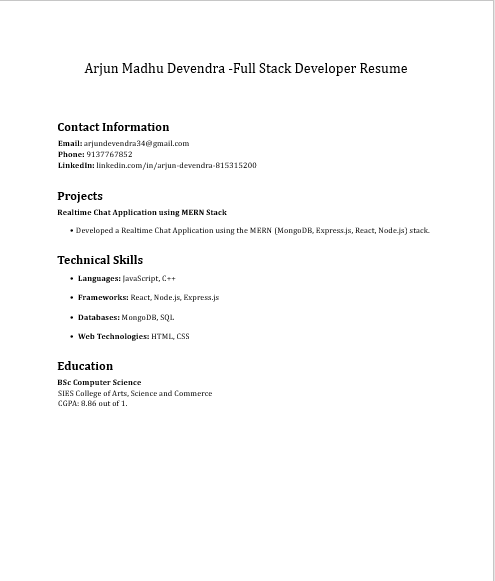 Arjun Madhu Devendra -Full Stack Developer Resume
Contact Information
Email: arjundevendra34@gmail.com
Phone: 9137767852
LinkedIn: linkedin.com/in/arjun-devendra-815315200
Projects
Realtime Chat Application using MERN Stack
• Developed a Realtime Chat Application using the MERN (MongoDB, Express.js, React, Node.js) stack.
Technical Skills
• Languages: JavaScript, C++
• Frameworks: React, Node.js, Express.js
• Databases: MongoDB, SQL
• Web Technologies: HTML, CSS
Education
BSc Computer Science
SIES College of Arts, Science and Commerce
CGPA: 8.86 out of 1.